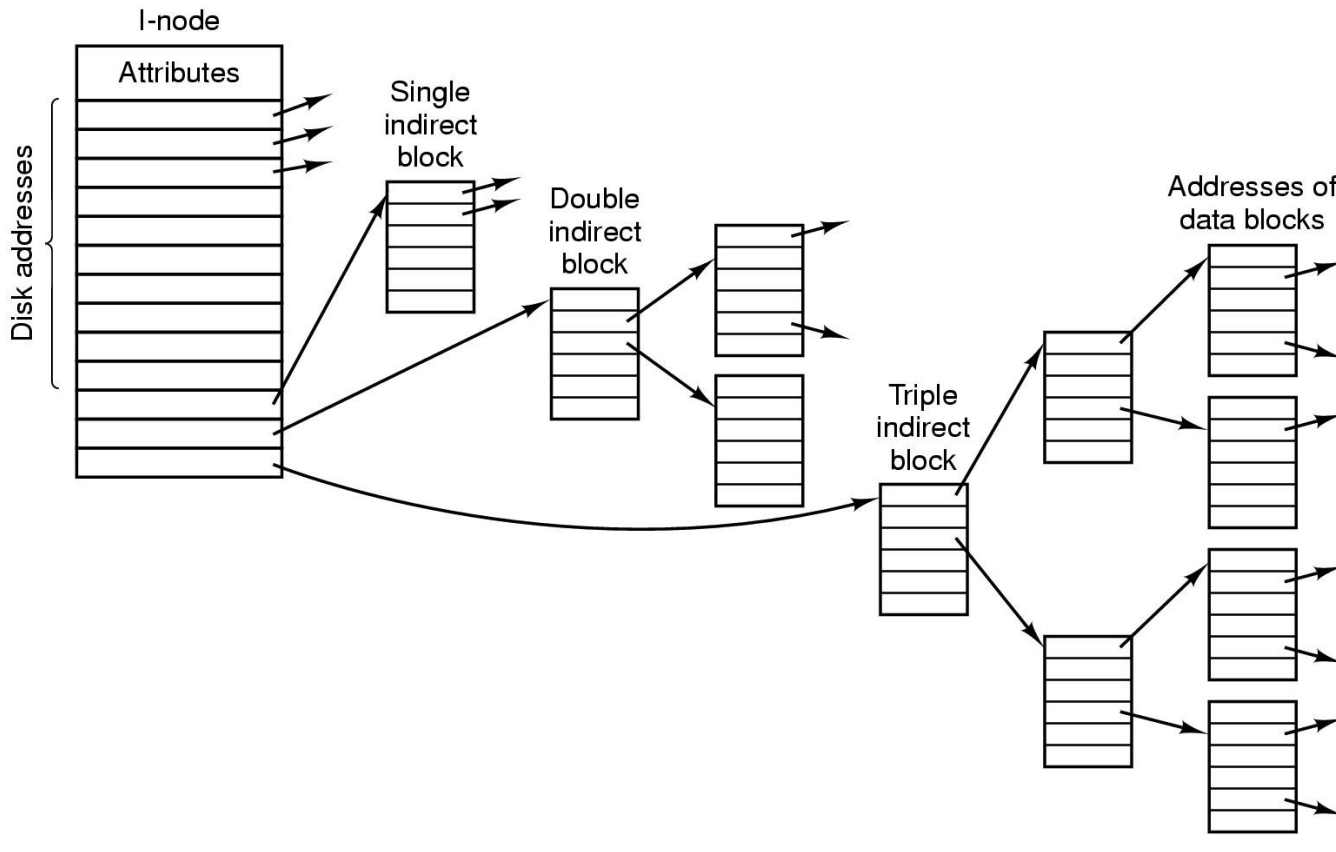 I-node
Attributes
Disk addresses
Single
indirect
block
Double
indirect
block
Triple
indirect
block
Addresses of
data blocks